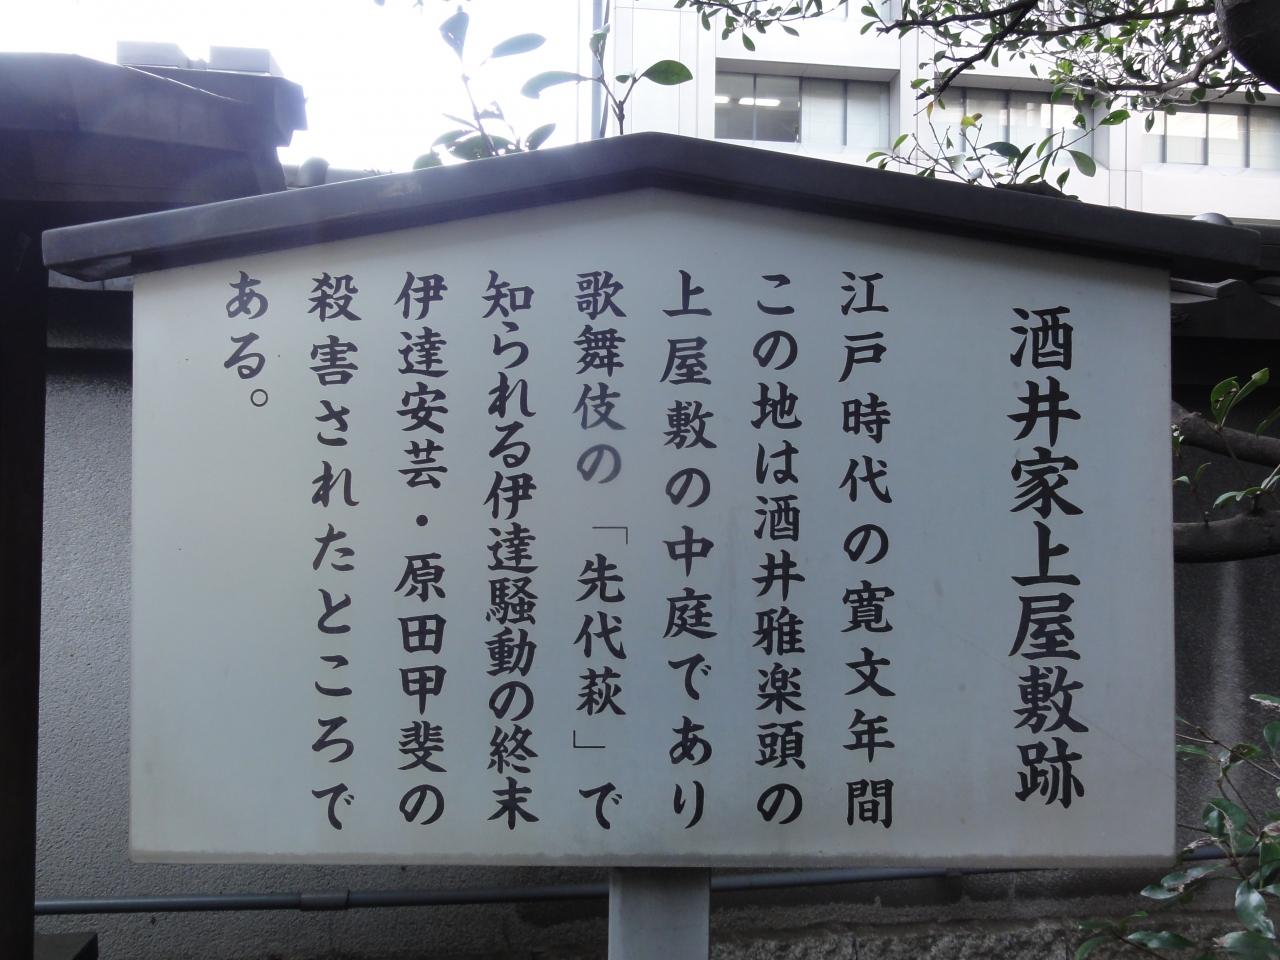 酒井家上屋敷跡
江戸時代の寛文年間
この地は酒井雅楽頭の
上屋敷の中庭であり
歌舞伎の「先代萩」で
知られる伊達騒動の終末
伊達安芸・原田甲斐の
殺害されたところで
ある。